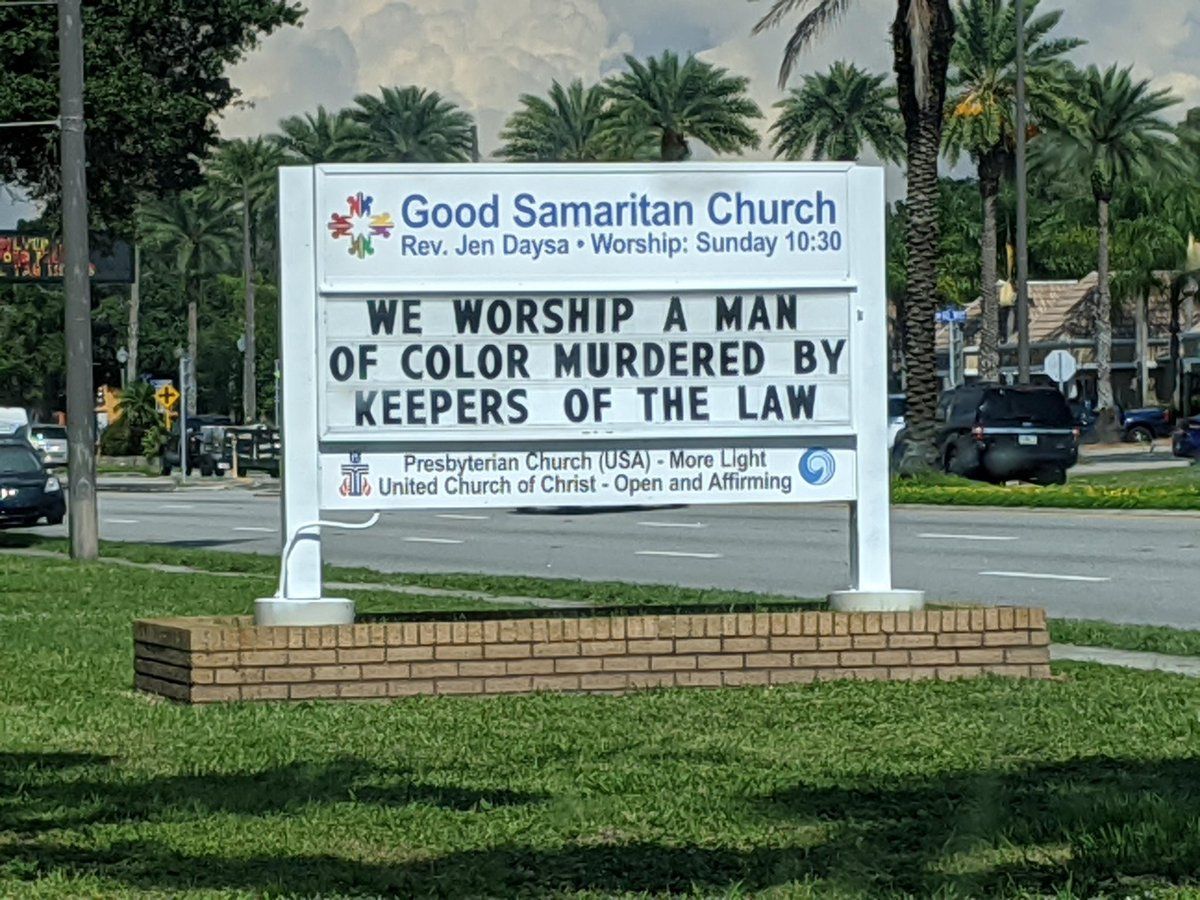 Good Samaritan Church
Rev. Jen Daysa • Worship: Sunday 10:30
WE WORSHIP A MAN
OF COLOR MURDERED BY
KEEPERS OF THE LAW
Presbyterian Church (USA) - More Light
United Church of Christ - Open and Affirming